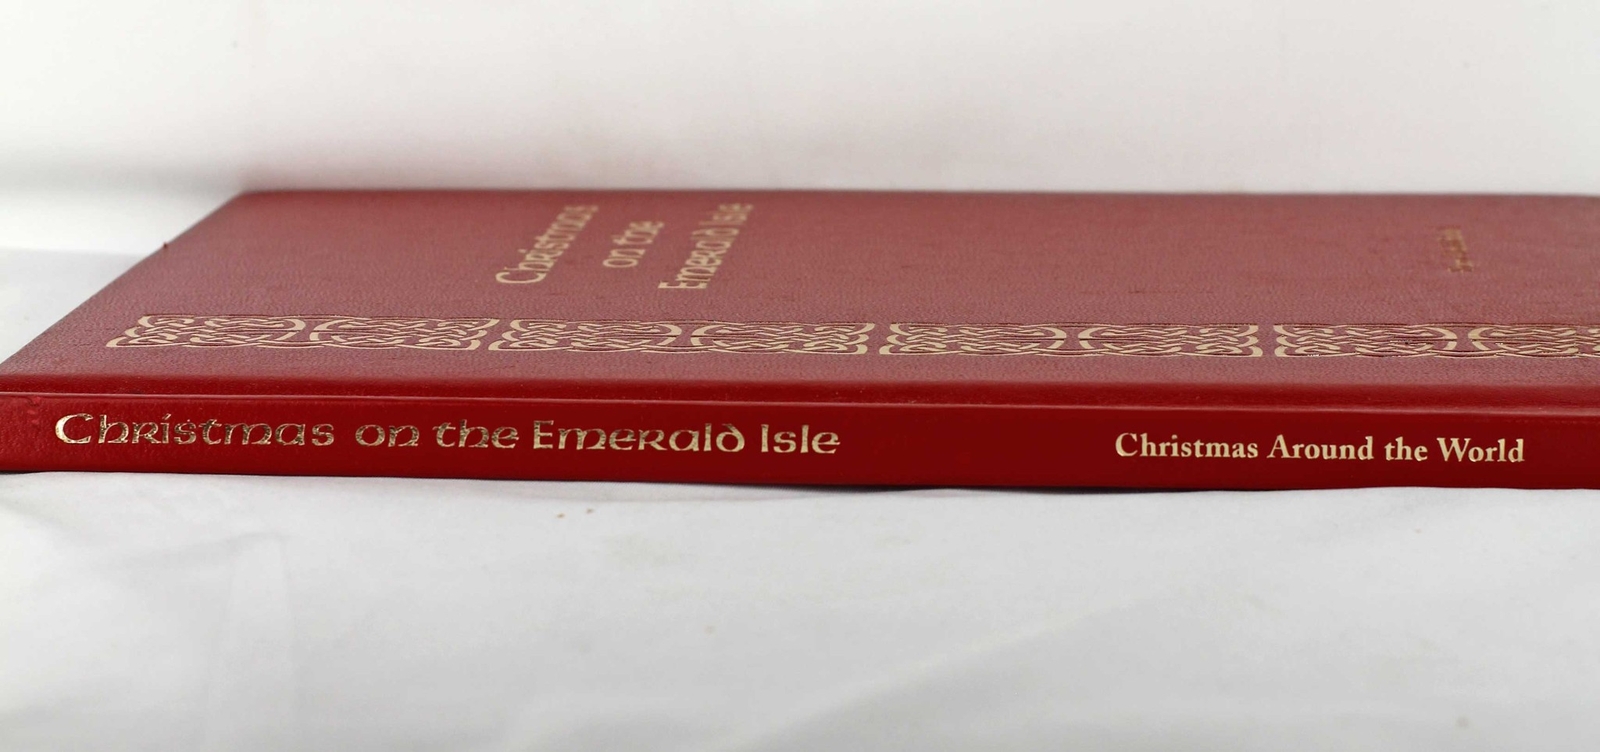 Christmas
on the
Emerald Isle
Christmas on the Emerald Isle
Christmas Around the World